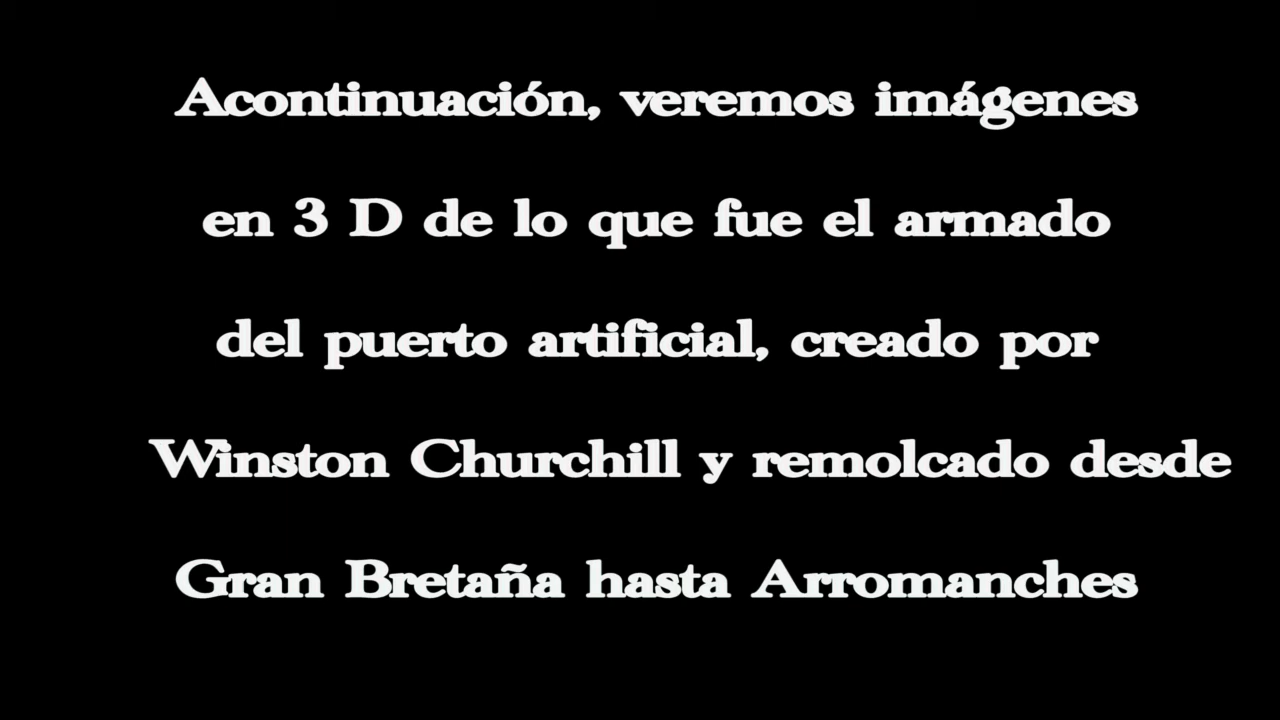 Acontinuación, veremos imágenes
en 3 D de lo que fue el armado
del puerto artificial, creado por
Winston Churchill y remolcado desde
Gran Bretaña hasta Arromanches